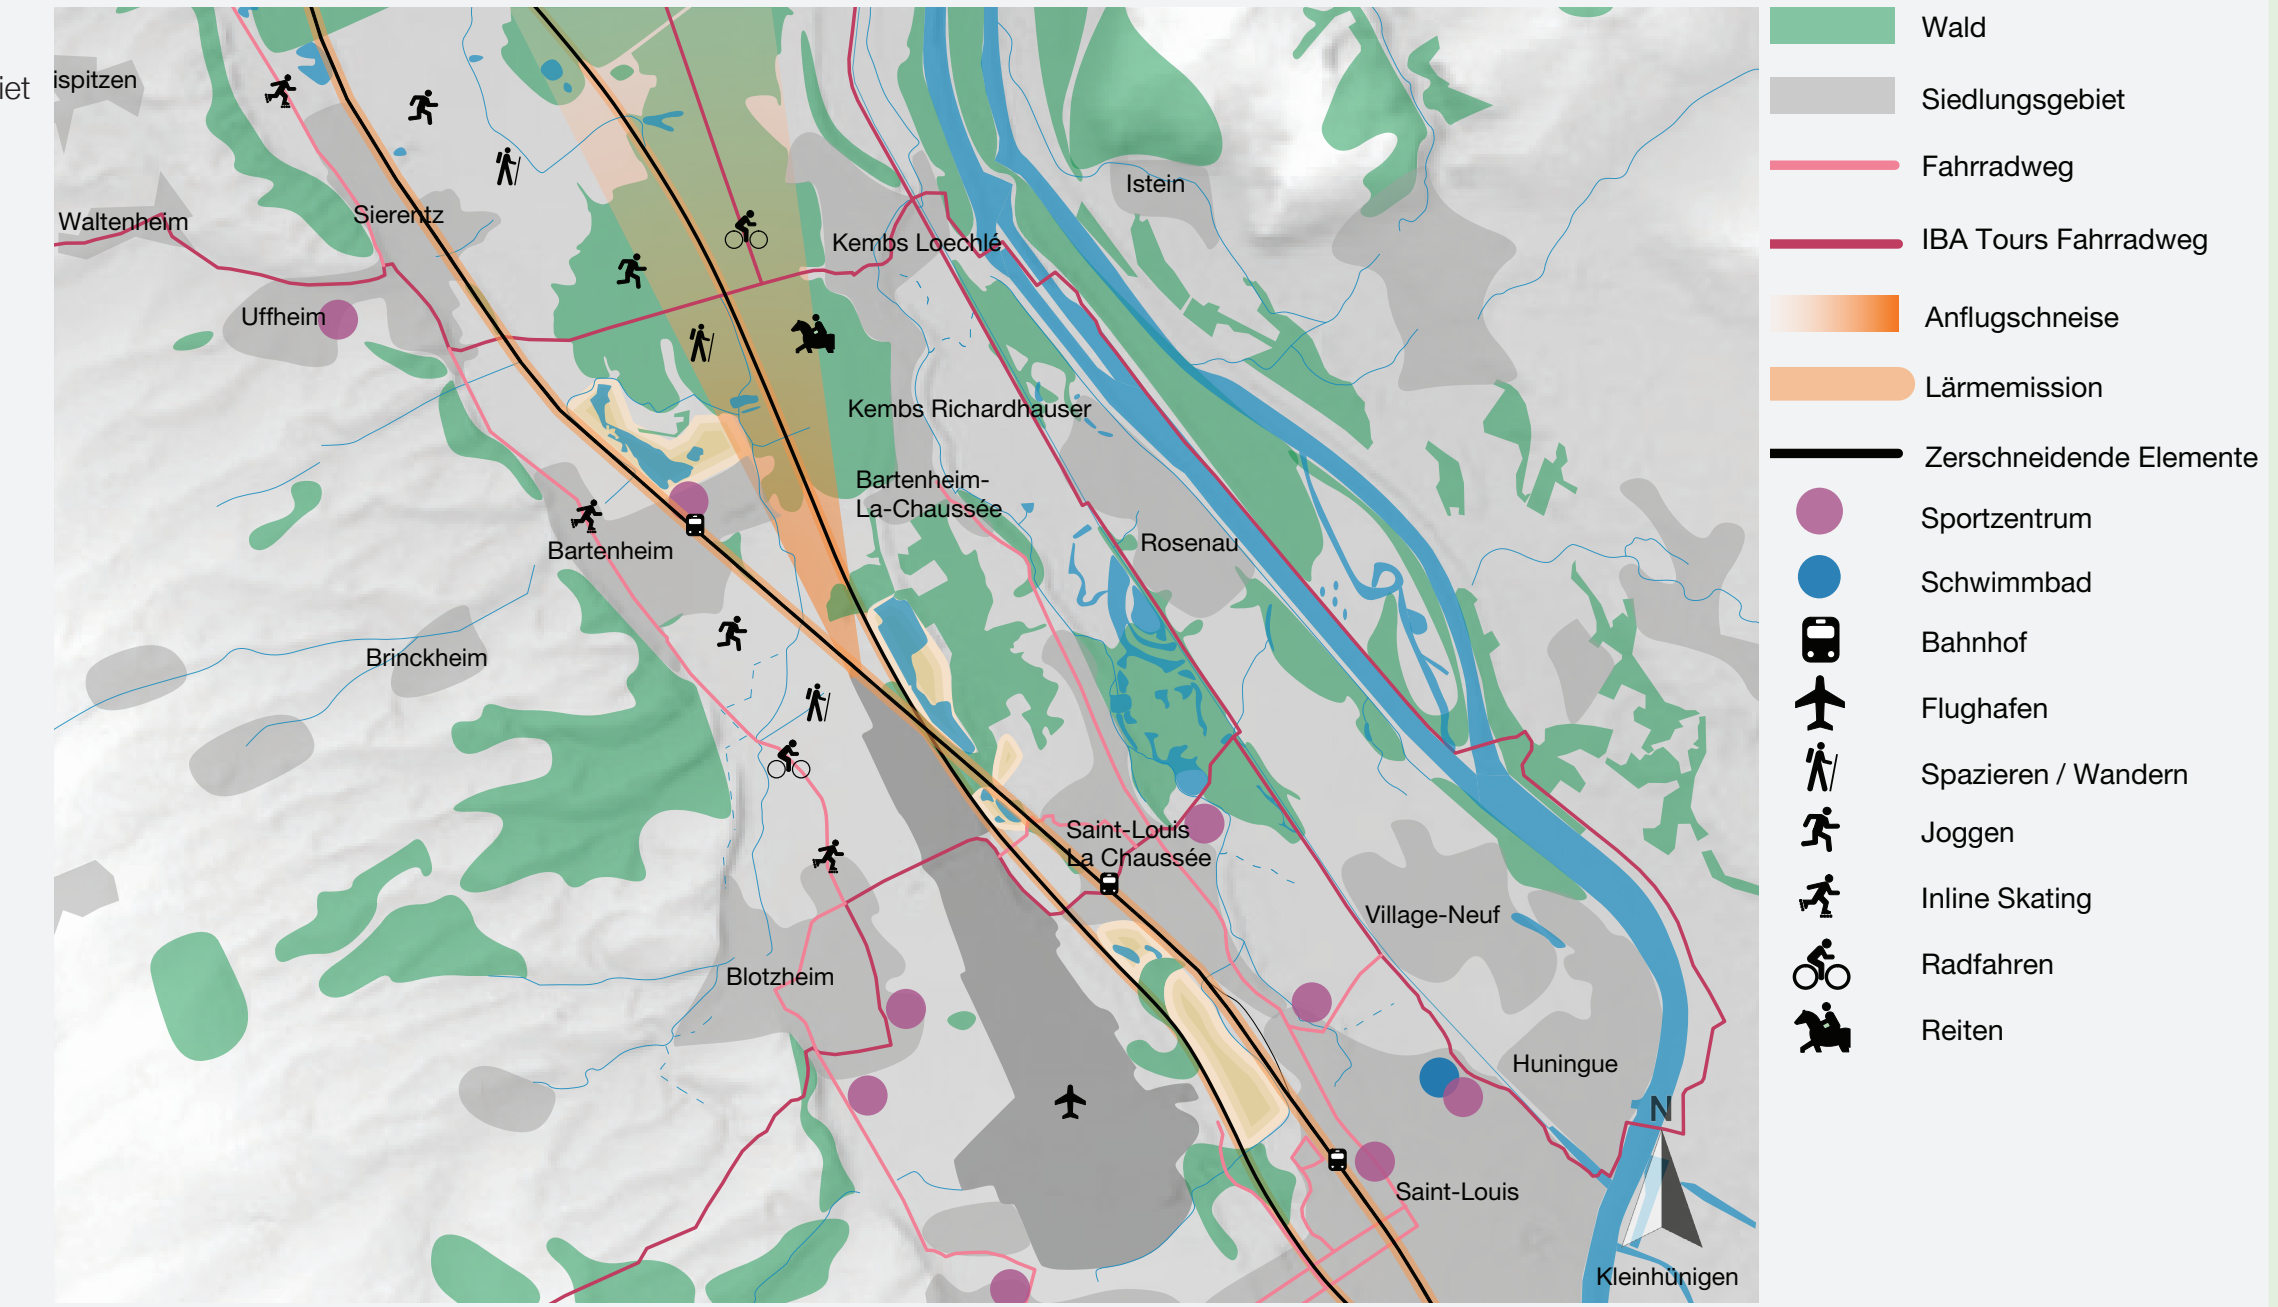 iet
ispitzen
Waltenheim
Sierentz
Uffheim
Istein
Kembs Loechlé
Kembs Richardhauser
Bartenheim-
La-Chaussée
Rosenau
Bartenheim
Brinckheim
Saint-Louis
La Chaussée
Village-Neuf
Blotzheim
Huningue
N
Saint-Louis
Kleinhünigen
Wald
Siedlungsgebiet
Fahrradweg
IBA Tours Fahrradweg
Anflugschneise
Lärmemission
Zerschneidende Elemente
Sportzentrum
Schwimmbad
Bahnhof
Flughafen
Spazieren / Wandern
Joggen
Inline Skating
Radfahren
Reiten